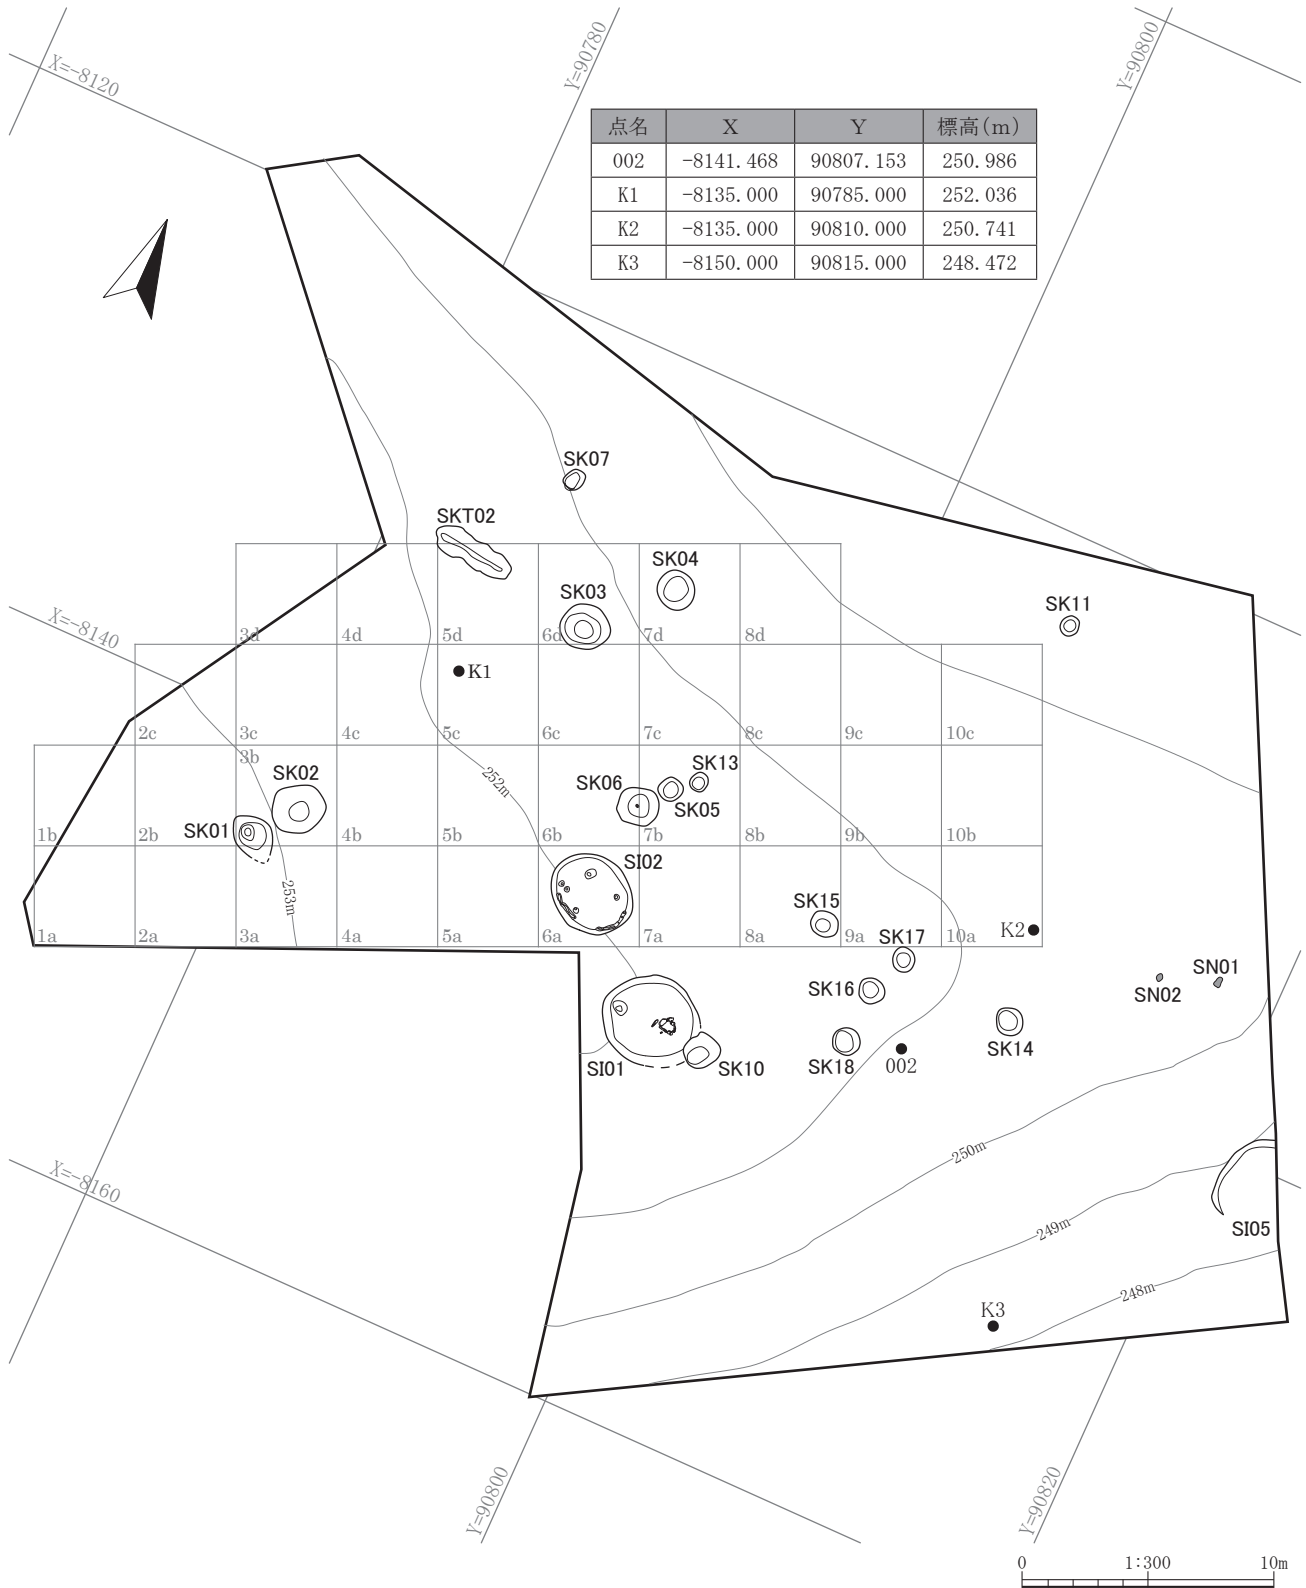 Y=90780
Y=90800
X=-8120
点名 X Y 標高(m)
002 -8141.468 90807.153 250.986
K1 -8135.000 90785.000 252.036
K2 -8135.000 90810.000 250.741
K3 -8150.000 90815.000 248.472
SK07
SKT02
SK04
SK03
SK11
X=-8140
3d 4d 5d 6d 7d 8d
K1
2c 3c 4c 5c 6c 7c 8c 9c 10c
3b
SK02
252m
SK06
SK13
SK05
SK01
1b 2b 4b 5b 6b 7b 9b 10b
SI02
253m
SK15
1a 2a 3a 4a 5a 6a 7a 8a 9a 10a
K2
SK17
SK16
SN02
SN01
SK14
SI01
SK10
SK18
002
X=-8160
250m
249m
SI05
248m
K3
Y=90800
Y=90820
0 1:300 10m